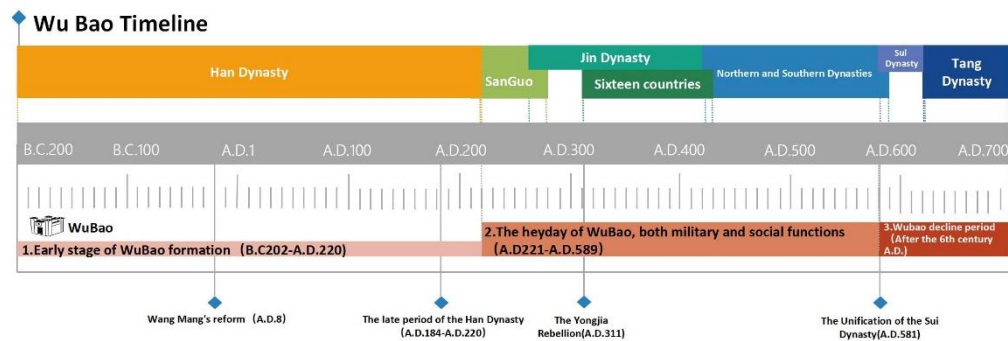 Wu Bao Timeline
Han Dynasty
SanGuo
Jin Dynasty
Sixteen countries
Northern and Southern Dynasties
Sui
Dynasty
Tang
Dynasty
B.C.200
B.C.100
A.D.1
A.D.100
A.D.200
A.D.300
A.D.400
A.D.500
A.D.600
A.D.700
WuBao
1.Early stage of WuBao formation（B.C202-A.D.220）
2.The heyday of WuBao, both military and social functions
（A.D221-A.D.589）
3.Wubao decline period
（After the 6th century
A.D.）
Wang Mang's reform（A.D.8）
The late period of the Han Dynasty
（A.D.184-A.D.220）
The Yongjia
Rebellion(A.D.311)
The Unification of the Sui
Dynasty(A.D.581)